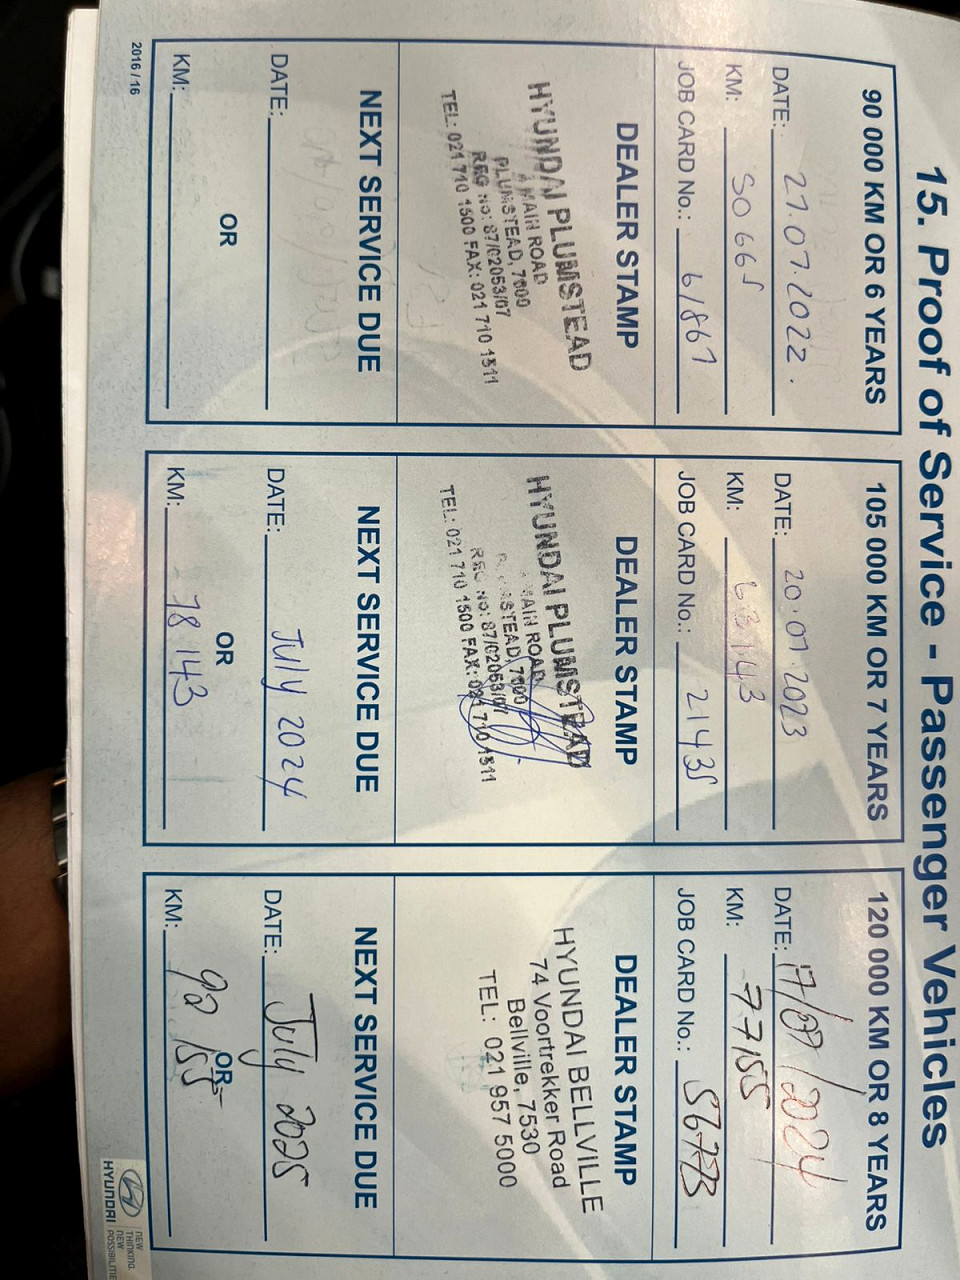 15. Proof of Service - Passenger Vehicles
90 000 KM OR 6 YEARS
DATE: 27.07.2022.
KM: 50 665
JOB CARD No.: 61867
DEALER STAMP
HYUNDAI PLUMSTEAD
MAIN ROAD
PLUMSTEAD, 7800
REG No: 87/02053/07
TEL: 021 710 1500 FAX: 021 710 1511
NEXT SERVICE DUE
DATE:
OR
KM:
105 000 KM OR 7 YEARS
DATE: 20.07.2023
KM: 63 143
JOB CARD No.: 21435
DEALER STAMP
HYUNDAI PLUMSTEAD
MAIN ROAD
7800
REG No: 87/02053/07
TEL: 021 710 1500 FAX: 021 710 1511
NEXT SERVICE DUE
DATE: July 2024
OR
KM: 78 143
120 000 KM OR 8 YEARS
DATE: 17/07/2024
KM: 77155
JOB CARD No.: 56773
DEALER STAMP
HYUNDAI BELLVILLE
74 Voortrekker Road
Bellville, 7530
TEL: 021 957 5000
NEXT SERVICE DUE
DATE: July 2025
OR
KM: 92 155
2016 / 16
HYUNDAI
NEW THINKING.
NEW POSSIBILITIE